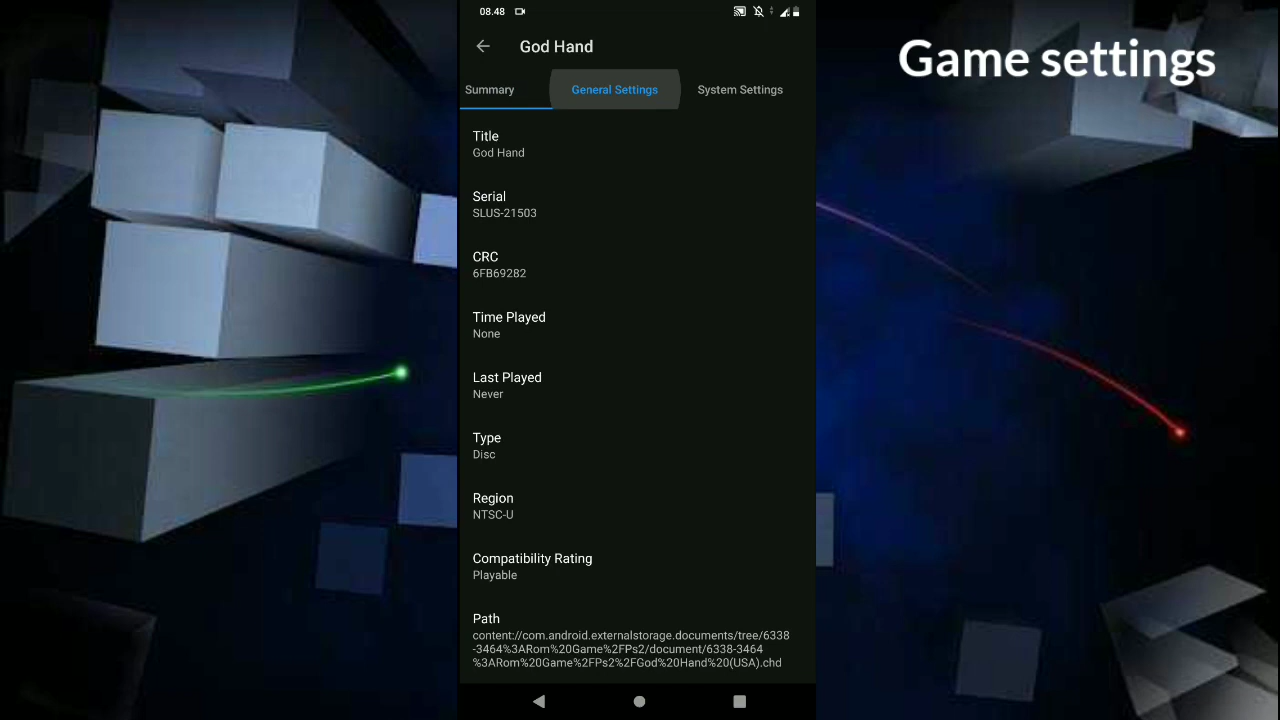 08.48
God Hand
Game settings
Summary General Settings System Settings
Title
God Hand
Serial
SLUS-21503
CRC
6FB69282
Time Played
None
Last Played
Never
Type
Disc
Region
NTSC-U
Compatibility Rating
Playable
Path
content://com.android.externalstorage.documents/tree/6338
-3464%3ARom%20Game%2FPs2/document/6338-3464
%3ARom%20Game%2FPs2%2FGod%20Hand%20(USA).chd